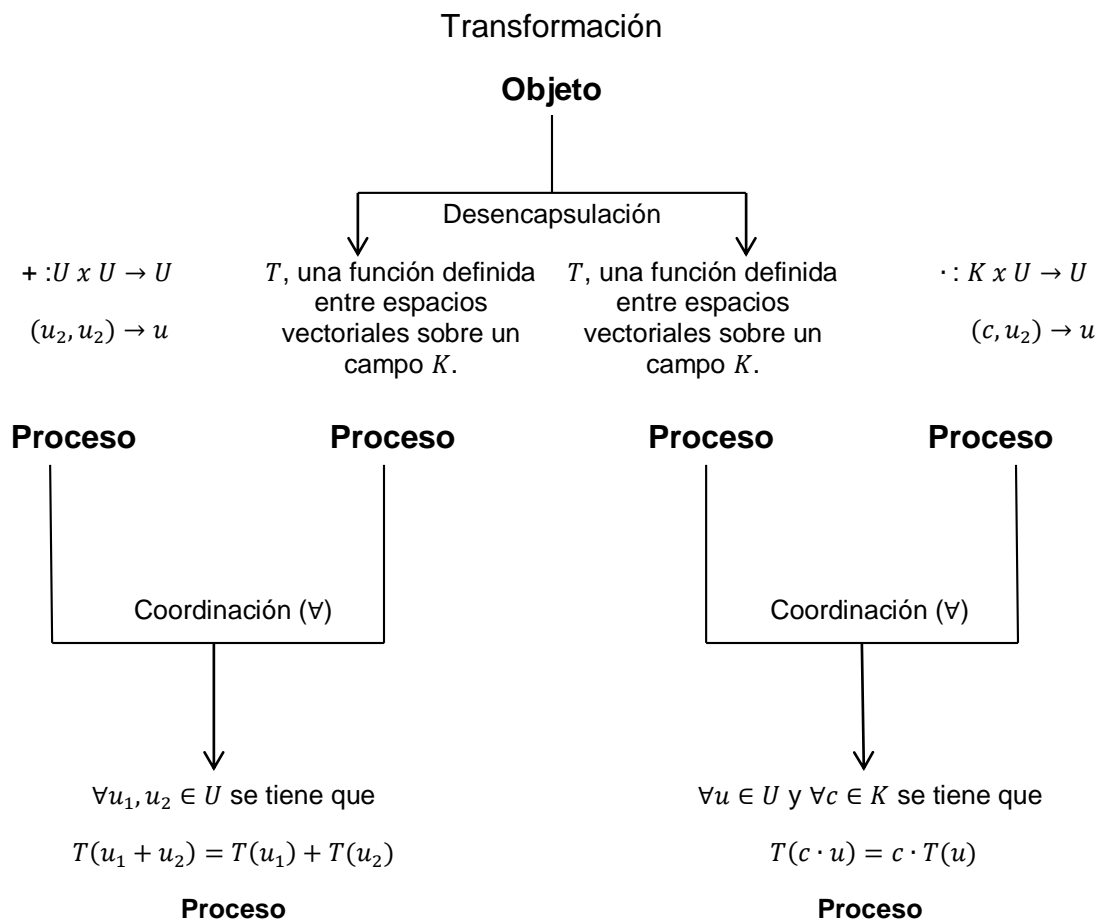 Transformación
Objeto
Desencapsulación
+ :U x U → U
(u₂, u₂) → u
T, una función definida
entre espacios
vectoriales sobre un
campo K.
T, una función definida
entre espacios
vectoriales sobre un
campo K.
· : K x U → U
(c, u₂) → u
Proceso
Proceso
Proceso
Proceso
Coordinación (∀)
Coordinación (∀)
∀u₁, u₂ ∈ U se tiene que
T(u₁ + u₂) = T(u₁) + T(u₂)
Proceso
∀u ∈ U y ∀c ∈ K se tiene que
T(c · u) = c · T(u)
Proceso